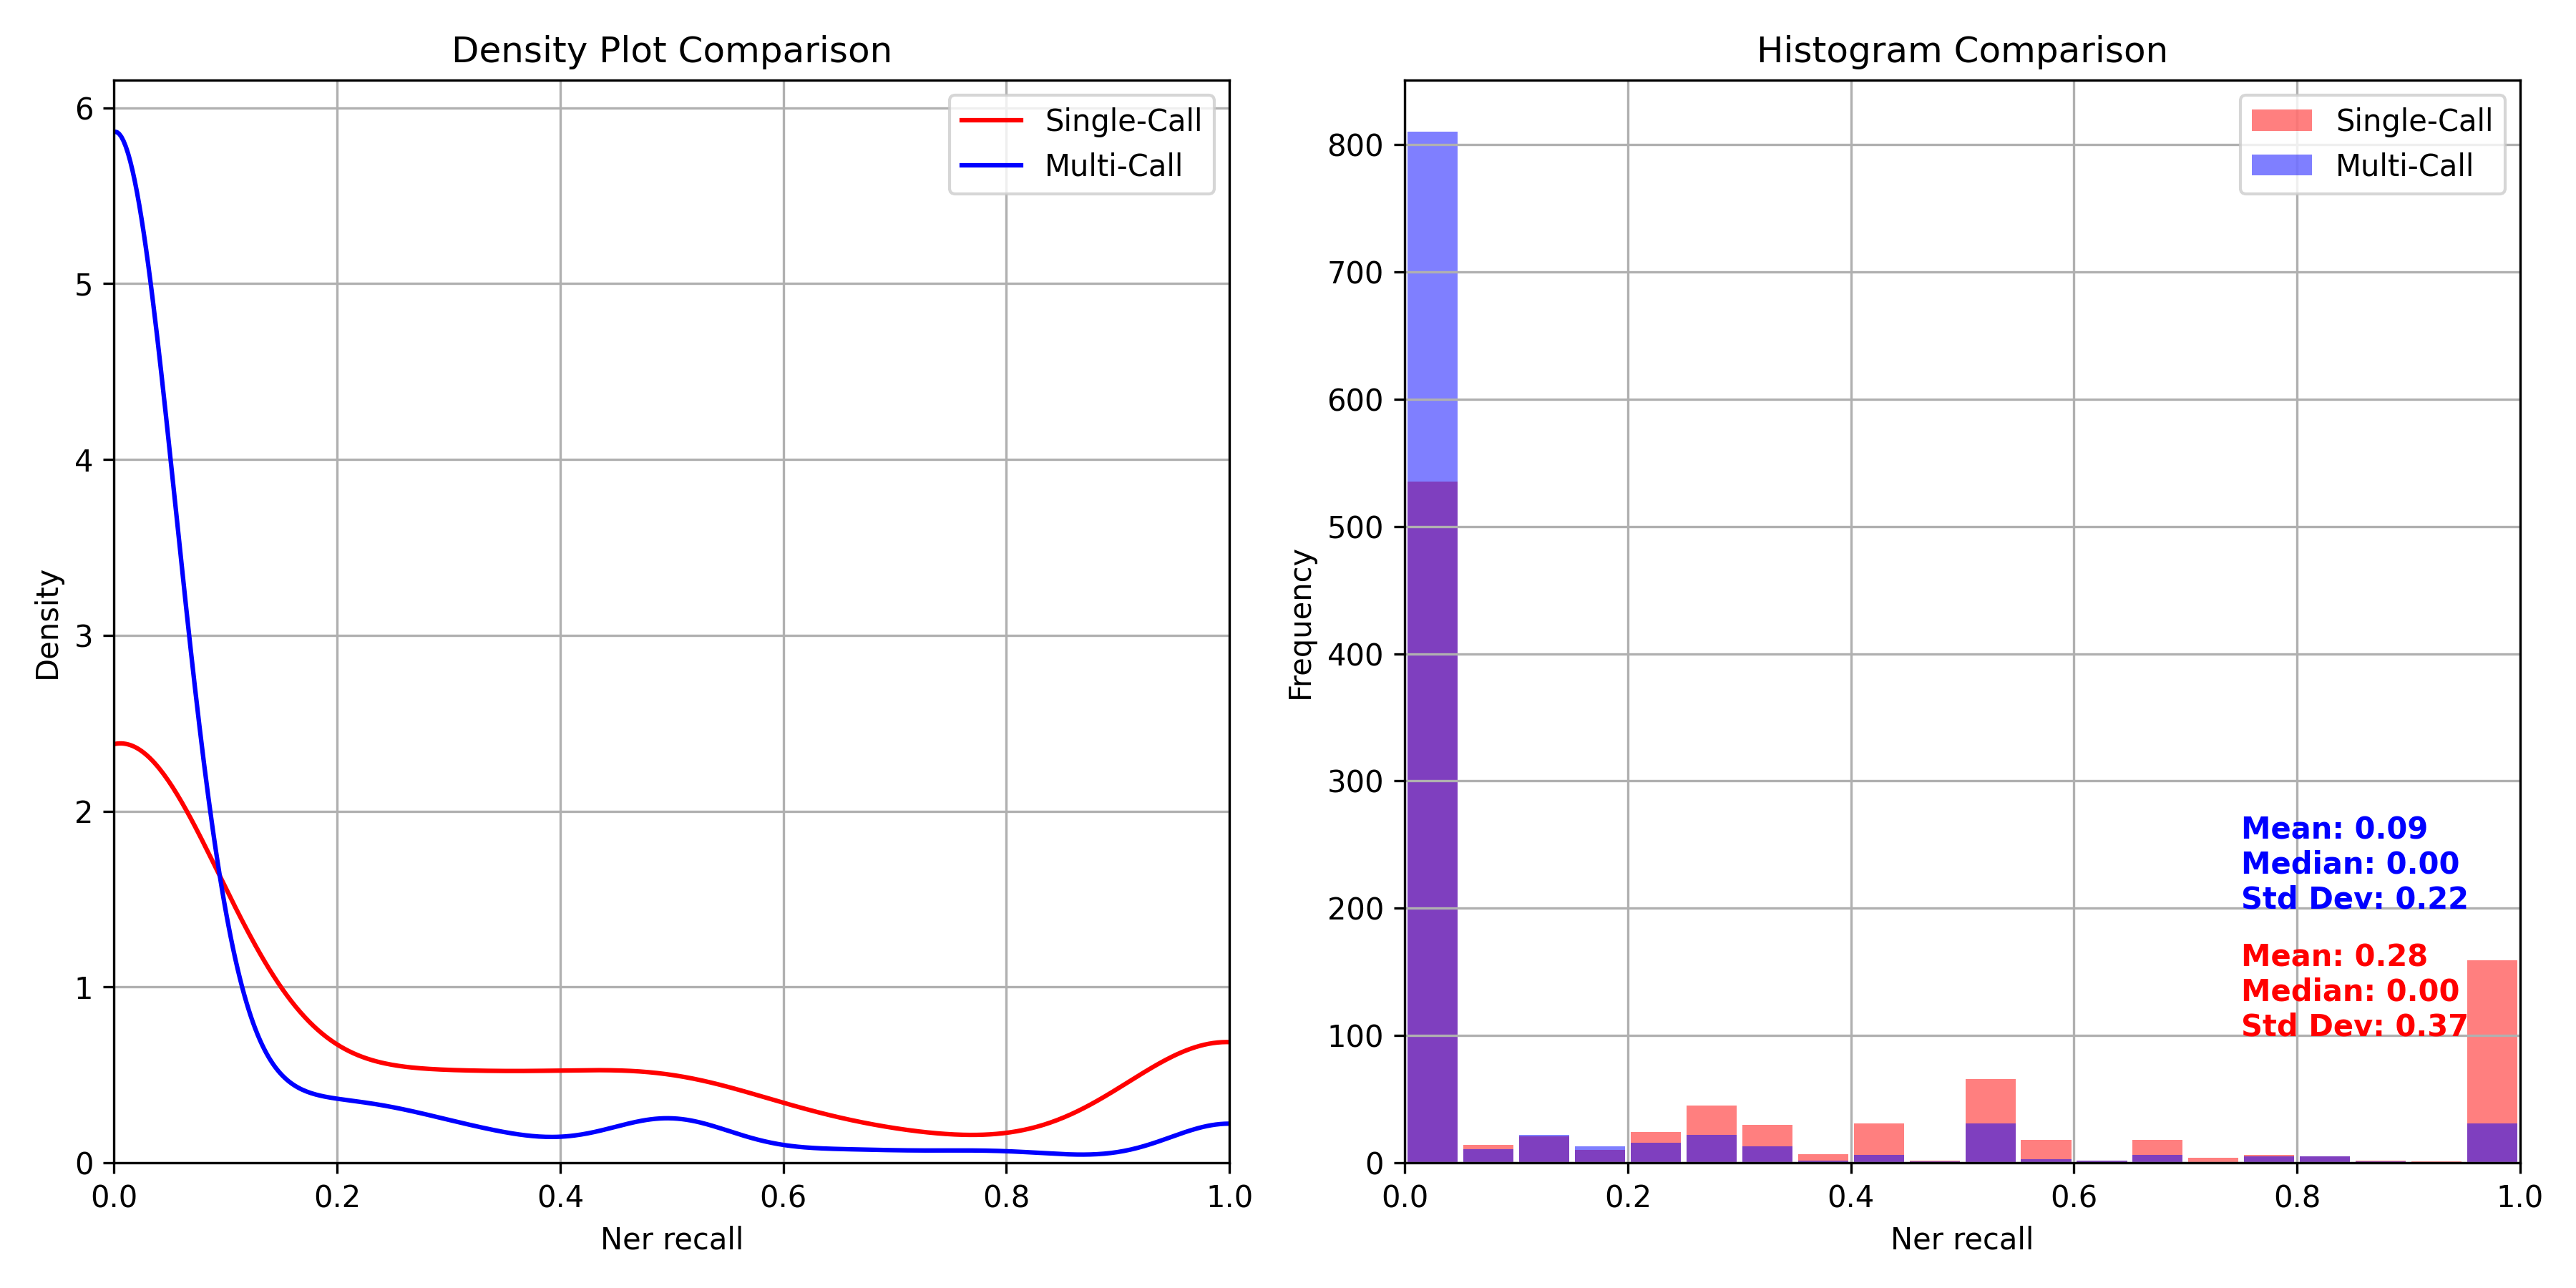 Density Plot Comparison
6
5
4
3
2
1
0
Density
0.0 0.2 0.4 0.6 0.8 1.0
Ner recall
Single-Call
Multi-Call
Histogram Comparison
800
700
600
500
400
300
200
100
0
Frequency
0.0 0.2 0.4 0.6 0.8 1.0
Ner recall
Single-Call
Multi-Call
Mean: 0.09
Median: 0.00
Std Dev: 0.22
Mean: 0.28
Median: 0.00
Std Dev: 0.37